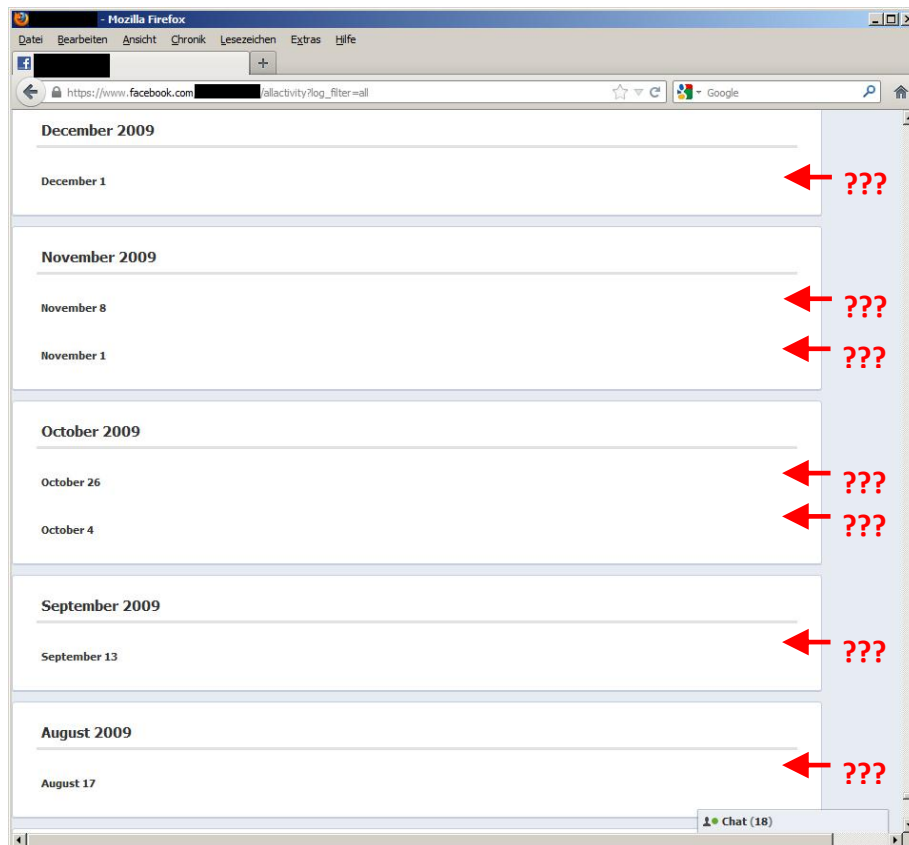 - Mozilla Firefox
Datei Bearbeiten Ansicht Chronik Lesezeichen Extras Hilfe
+
https://www.facebook.com /allactivity?log_filter=all Google
December 2009
December 1 ???
November 2009
November 8 ???
November 1 ???
October 2009
October 26 ???
October 4 ???
September 2009
September 13 ???
August 2009
August 17 ???
Chat (18)